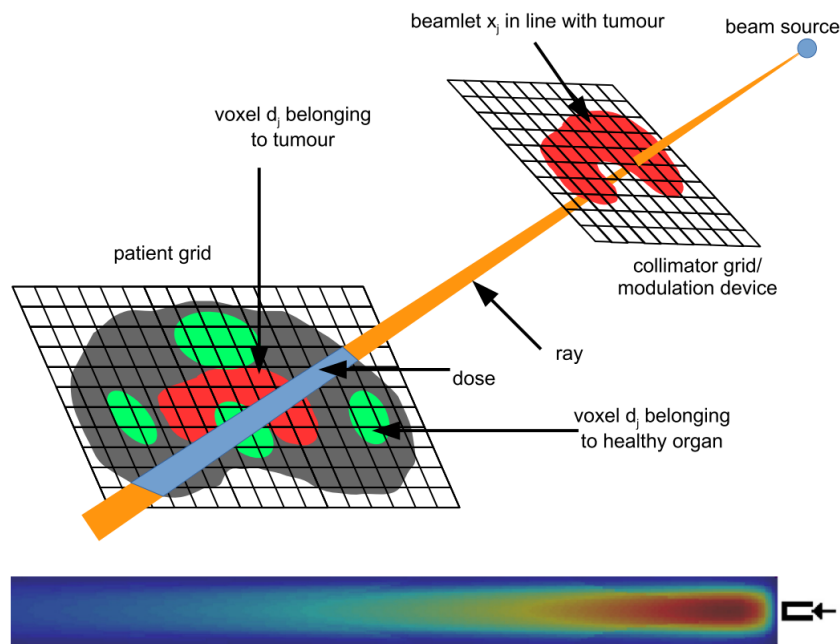 beamlet xj in line with tumour
beam source
voxel dj belonging
to tumour
patient grid
collimator grid/
modulation device
ray
dose
voxel dj belonging
to healthy organ